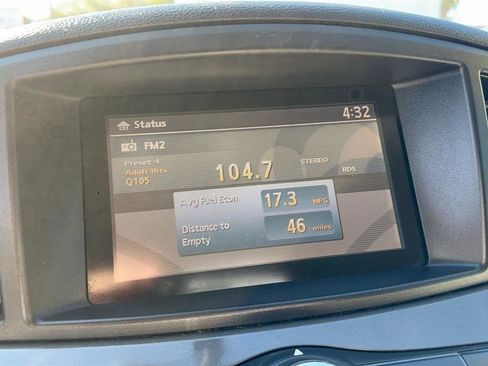 Status 4:32
FM2
Preset 4
Adult Hits
Q105
104.7 STEREO RDS
Avg Fuel Econ 17.3 MPG
Distance to Empty 46 miles